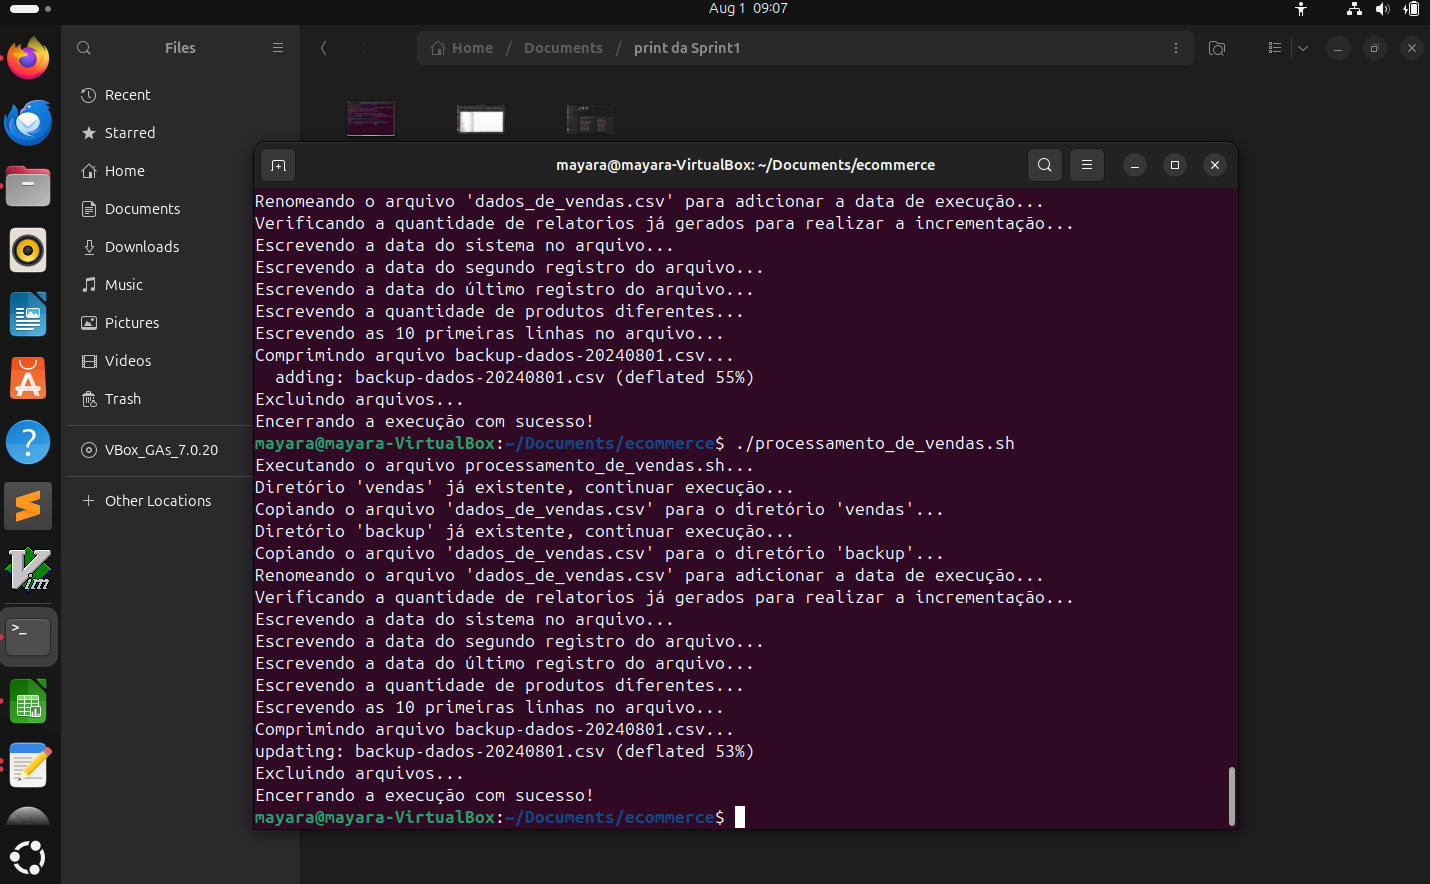 Aug 1 09:07
Files
Home / Documents / print da Sprint1
Recent
Starred
Home
Documents
Downloads
Music
Pictures
Videos
Trash
VBox_GAs_7.0.20
+ Other Locations
mayara@mayara-VirtualBox: ~/Documents/ecommerce
Renomeando o arquivo 'dados_de_vendas.csv' para adicionar a data de execução...
Verificando a quantidade de relatorios já gerados para realizar a incrementação...
Escrevendo a data do sistema no arquivo...
Escrevendo a data do segundo registro do arquivo...
Escrevendo a data do último registro do arquivo...
Escrevendo a quantidade de produtos diferentes...
Escrevendo as 10 primeiras linhas no arquivo...
Comprimindo arquivo backup-dados-20240801.csv...
  adding: backup-dados-20240801.csv (deflated 55%)
Excluindo arquivos...
Encerrando a execução com sucesso!
mayara@mayara-VirtualBox:~/Documents/ecommerce$ ./processamento_de_vendas.sh
Executando o arquivo processamento_de_vendas.sh...
Diretório 'vendas' já existente, continuar execução...
Copiando o arquivo 'dados_de_vendas.csv' para o diretório 'vendas'...
Diretório 'backup' já existente, continuar execução...
Copiando o arquivo 'dados_de_vendas.csv' para o diretório 'backup'...
Renomeando o arquivo 'dados_de_vendas.csv' para adicionar a data de execução...
Verificando a quantidade de relatorios já gerados para realizar a incrementação...
Escrevendo a data do sistema no arquivo...
Escrevendo a data do segundo registro do arquivo...
Escrevendo a data do último registro do arquivo...
Escrevendo a quantidade de produtos diferentes...
Escrevendo as 10 primeiras linhas no arquivo...
Comprimindo arquivo backup-dados-20240801.csv...
updating: backup-dados-20240801.csv (deflated 53%)
Excluindo arquivos...
Encerrando a execução com sucesso!
mayara@mayara-VirtualBox:~/Documents/ecommerce$